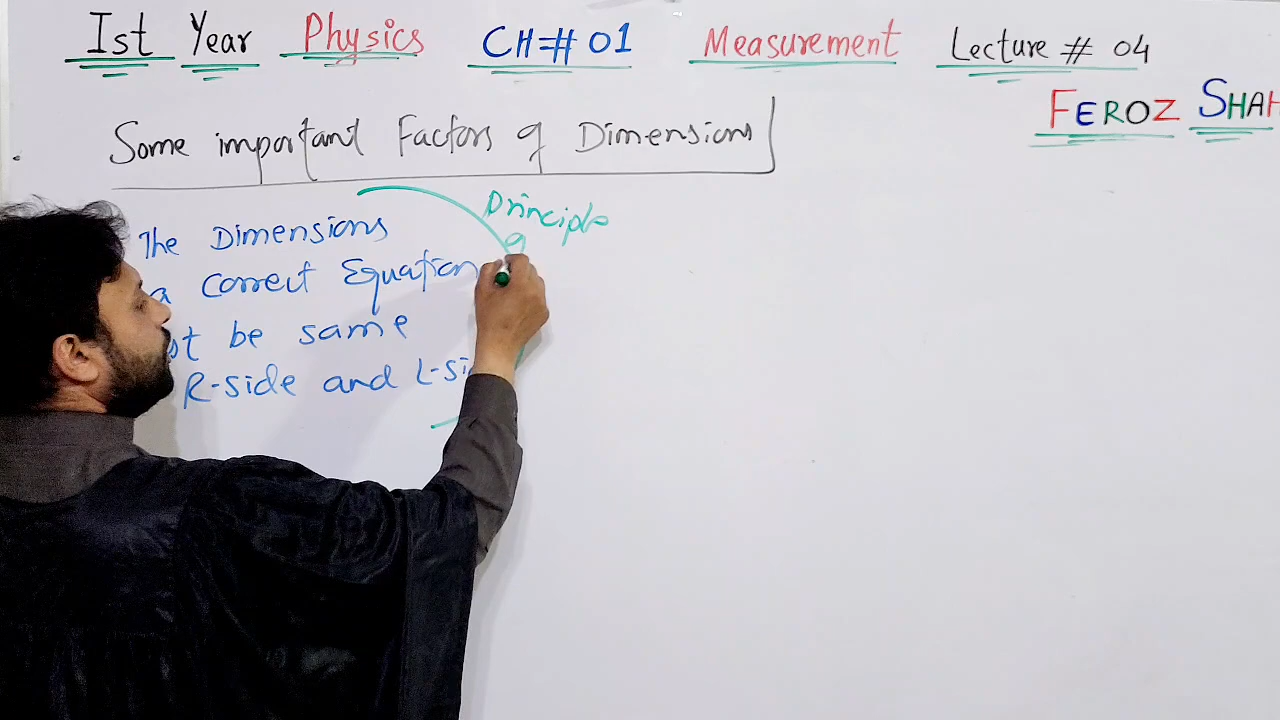 Ist Year Physics CH# 01 Measurement Lecture # 04
FEROZ SHAH
Some important Factors of Dimensions
The Dimensions
a Correct Equation
be same
R-side and L-si
Principle